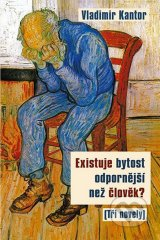 Vladimir Kantor
Existuje bytost
odpornější
než člověk?
[Tři novely]